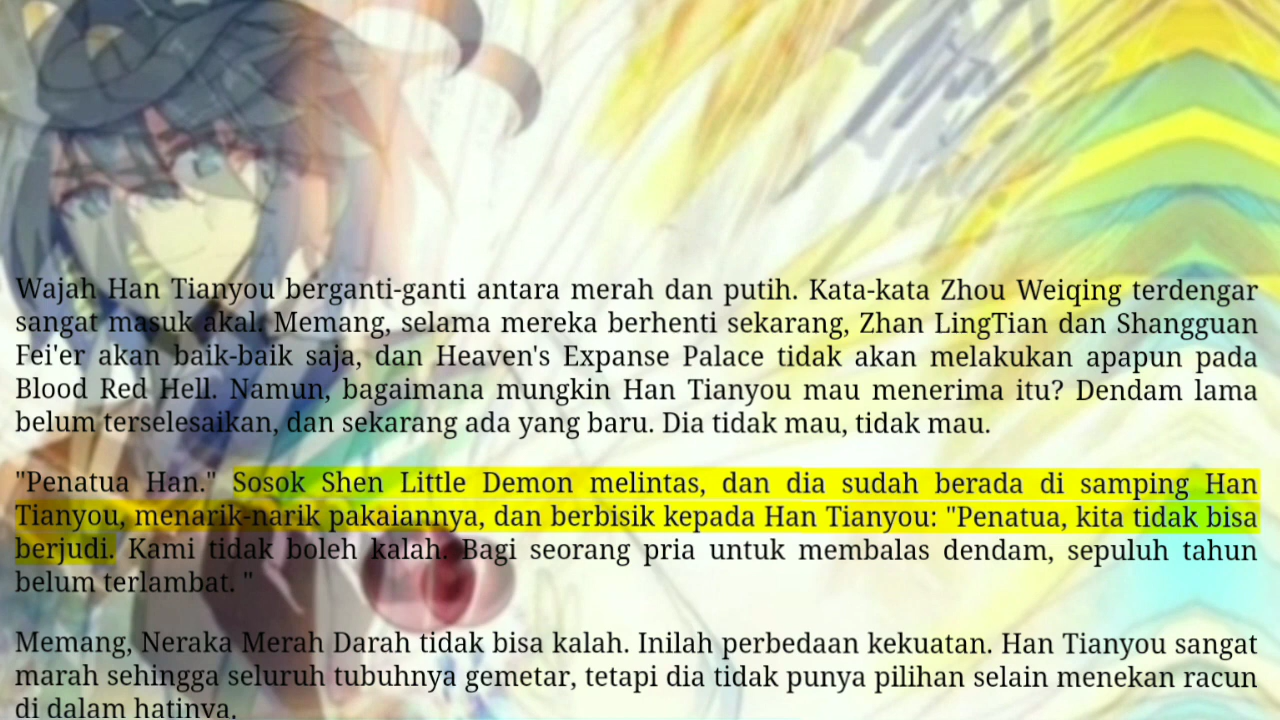 Wajah Han Tianyou berganti-ganti antara merah dan putih. Kata-kata Zhou Weiqing terdengar
sangat masuk akal. Memang, selama mereka berhenti sekarang, Zhan LingTian dan Shangguan
Fei'er akan baik-baik saja, dan Heaven's Expanse Palace tidak akan melakukan apapun pada
Blood Red Hell. Namun, bagaimana mungkin Han Tianyou mau menerima itu? Dendam lama
belum terselesaikan, dan sekarang ada yang baru. Dia tidak mau, tidak mau.
"Penatua Han." Sosok Shen Little Demon melintas, dan dia sudah berada di samping Han
Tianyou, menarik-narik pakaiannya, dan berbisik kepada Han Tianyou: "Penatua, kita tidak bisa
berjudi. Kami tidak boleh kalah. Bagi seorang pria untuk membalas dendam, sepuluh tahun
belum terlambat. "
Memang, Neraka Merah Darah tidak bisa kalah. Inilah perbedaan kekuatan. Han Tianyou sangat
marah sehingga seluruh tubuhnya gemetar, tetapi dia tidak punya pilihan selain menekan racun
di dalam hatinya.